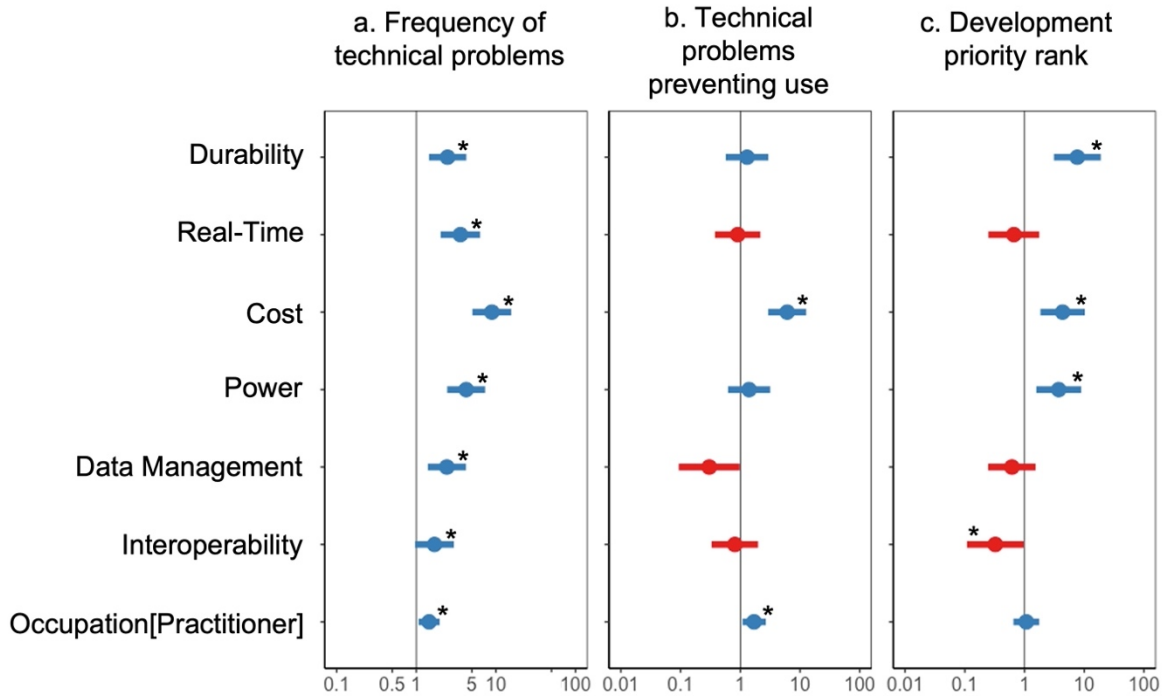 a. Frequency of
technical problems
b. Technical
problems
preventing use
c. Development
priority rank
Durability
*
*
Real-Time
*
Cost
*
*
*
Power
*
*
Data Management
*
Interoperability
*
*
Occupation[Practitioner]
*
*
0.1 0.5 1 5 10 100
0.01 0.1 1 10 100
0.01 0.1 1 10 100